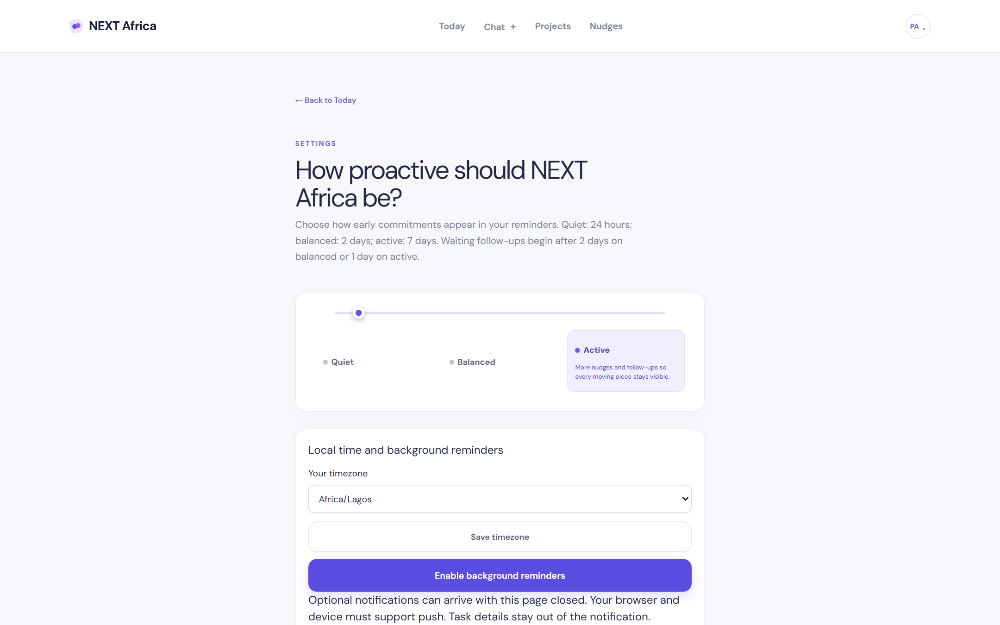 NEXT Africa
Today
Chat +
Projects
Nudges
PA
← Back to Today
SETTINGS
How proactive should NEXT
Africa be?
Choose how early commitments appear in your reminders. Quiet: 24 hours;
balanced: 2 days; active: 7 days. Waiting follow-ups begin after 2 days on
balanced or 1 day on active.
Quiet
Balanced
Active
More nudges and follow-ups so
every moving piece stays visible.
Local time and background reminders
Your timezone
Africa/Lagos
Save timezone
Enable background reminders
Optional notifications can arrive with this page closed. Your browser and
device must support push. Task details stay out of the notification.